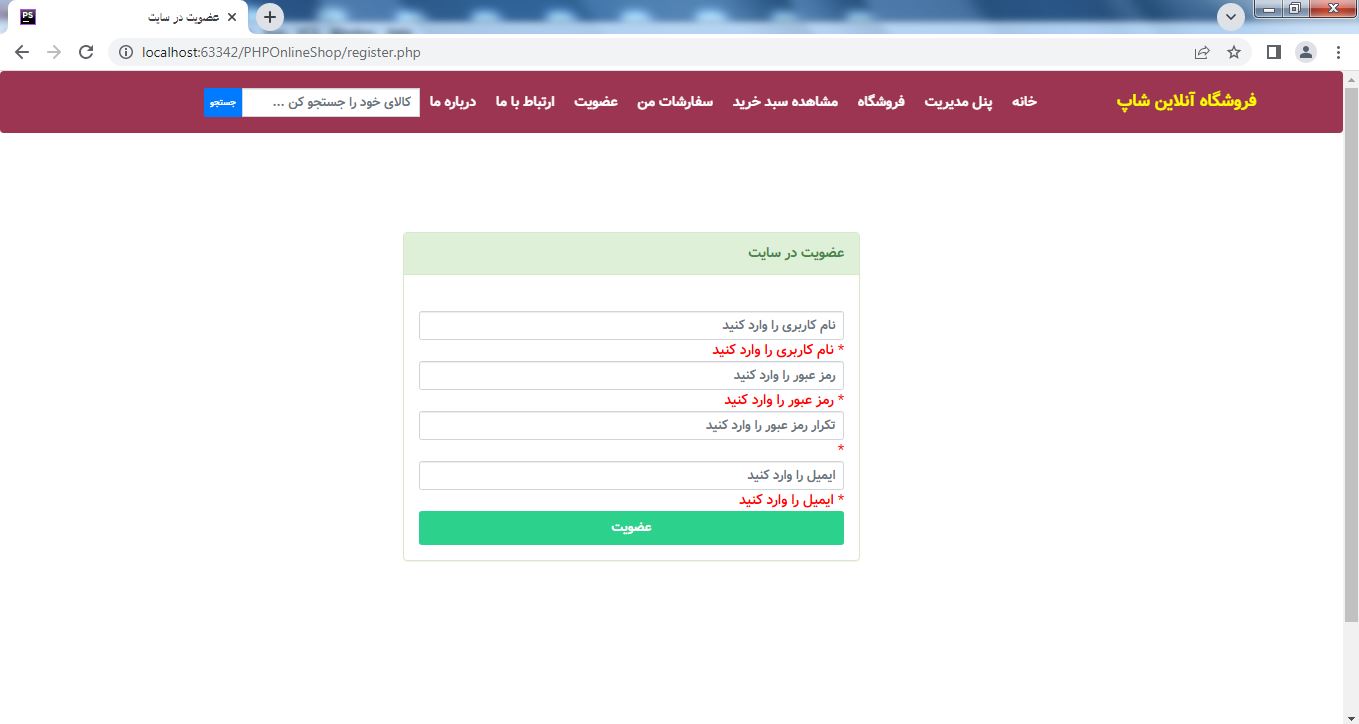 عضویت در سایت
localhost:63342/PHPOnlineShop/register.php
فروشگاه آنلاین شاپ
خانه
پنل مدیریت
فروشگاه
مشاهده سبد خرید
سفارشات من
عضویت
ارتباط با ما
درباره ما
کالای خود را جستجو کن ...
جستجو
عضویت در سایت
نام کاربری را وارد کنید
* نام کاربری را وارد کنید
رمز عبور را وارد کنید
* رمز عبور را وارد کنید
تکرار رمز عبور را وارد کنید
*
ایمیل را وارد کنید
* ایمیل را وارد کنید
عضویت